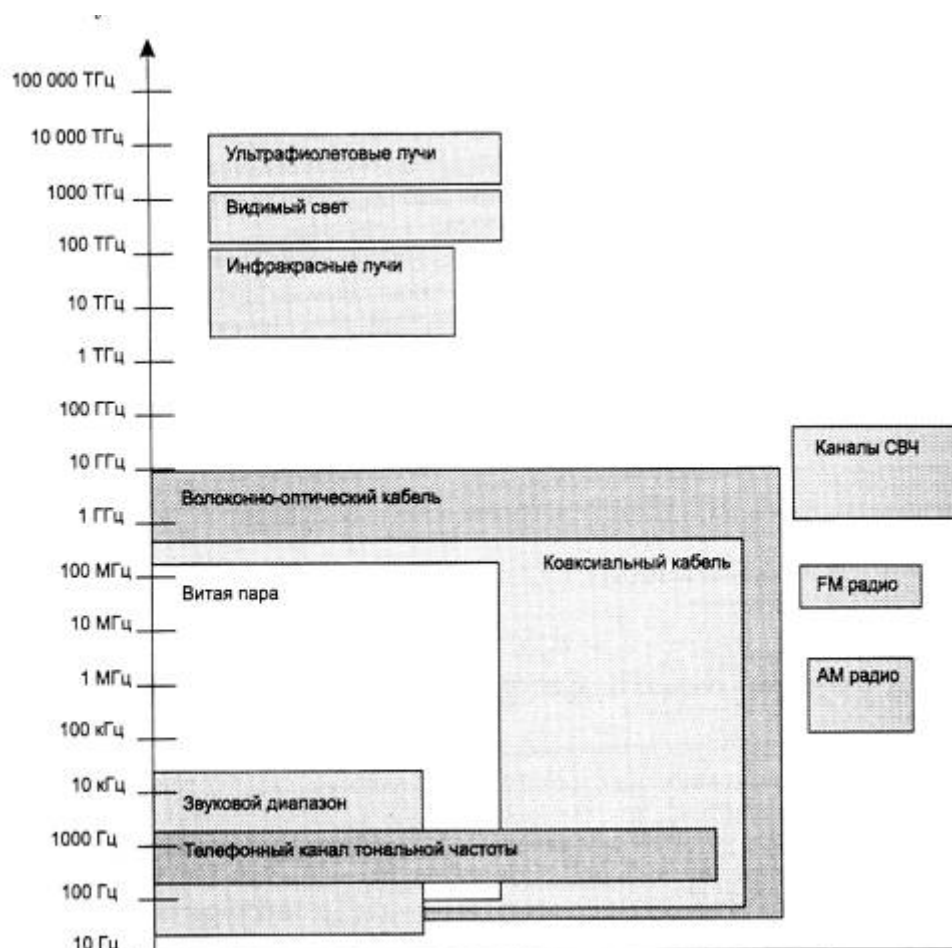 100 000 ТГц
10 000 ТГц
Ультрафиолетовые лучи
1000 ТГц
Видимый свет
100 ТГц
Инфракрасные лучи
10 ТГц
1 ТГц
100 ГГц
Каналы СВЧ
10 ГГц
Волоконно-оптический кабель
1 ГГц
Коаксиальный кабель
100 МГц
FM радио
Витая пара
10 МГц
1 МГц
АМ радио
100 кГц
10 кГц
Звуковой диапазон
1000 Гц
Телефонный канал тональной частоты
100 Гц
10 Гц